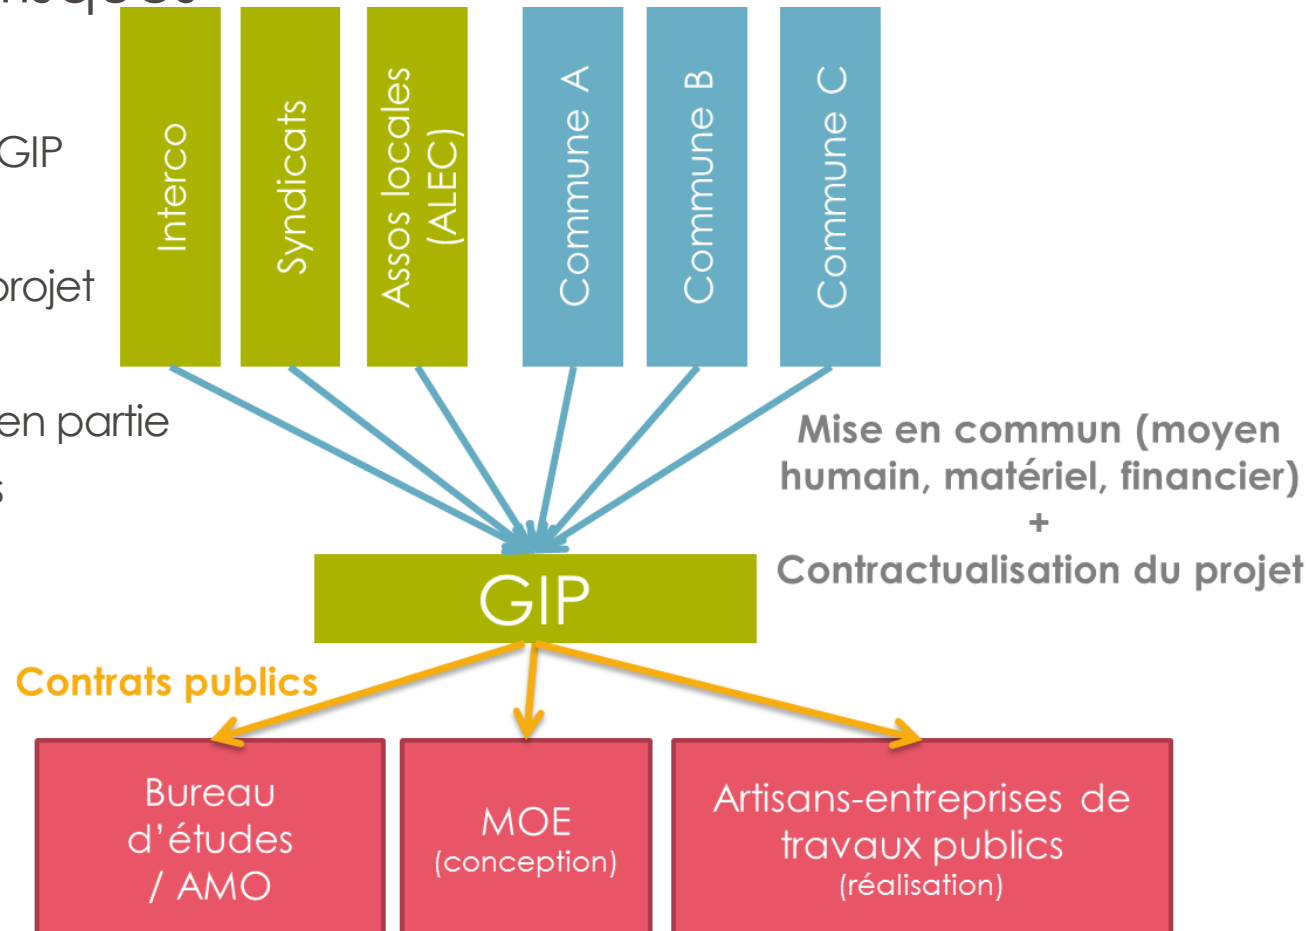 GIP
projet
en partie
Interco
Syndicats
Assos locales
(ALEC)
Commune A
Commune B
Commune C
Mise en commun (moyen
humain, matériel, financier)
+
Contractualisation du projet
GIP
Contrats publics
Bureau
d’études
/ AMO
MOE
(conception)
Artisans-entreprises de
travaux publics
(réalisation)